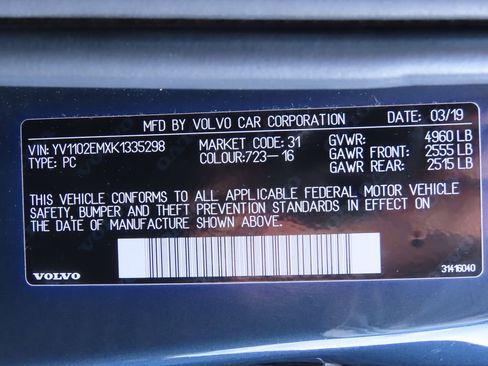 MFD BY VOLVO CAR CORPORATION DATE: 03/19
VIN: YV1102EMXK1335298 MARKET CODE: 31 GVWR: 4960 LB
TYPE: PC COLOUR:723-16 GAWR FRONT: 2555 LB
GAWR REAR: 2515 LB
THIS VEHICLE CONFORMS TO ALL APPLICABLE FEDERAL MOTOR VEHICLE
SAFETY, BUMPER AND THEFT PREVENTION STANDARDS IN EFFECT ON
THE DATE OF MANUFACTURE SHOWN ABOVE.
VOLVO 31416040